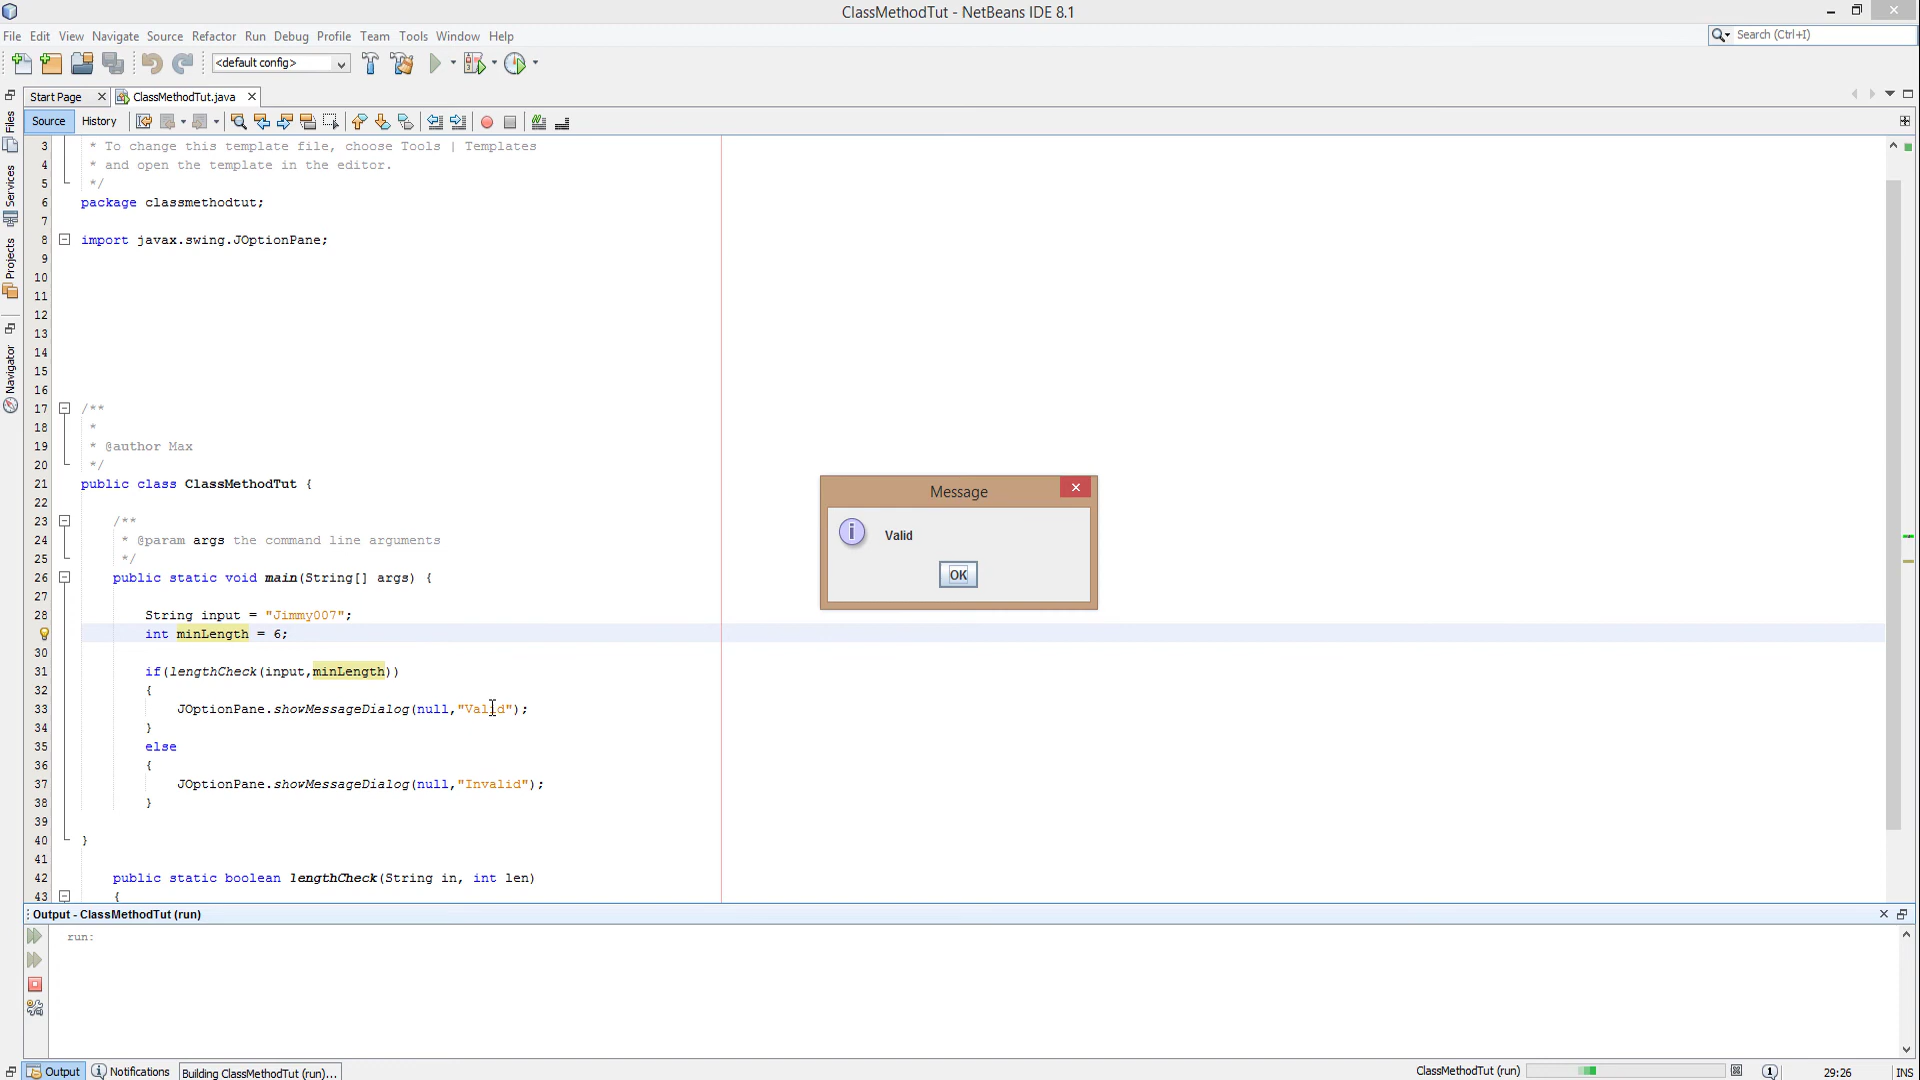 ClassMethodTut - NetBeans IDE 8.1
File Edit View Navigate Source Refactor Run Debug Profile Team Tools Window Help
Search (Ctrl+I)
<default config>
Start Page ClassMethodTut.java
Source History
Files
Services
Projects
Navigator
3 * To change this template file, choose Tools | Templates
4 * and open the template in the editor.
5 */
6 package classmethodtut;
7
8 import javax.swing.JOptionPane;
9
10
11
12
13
14
15
16
17 /**
18 *
19 * @author Max
20 */
21 public class ClassMethodTut {
22
23 /**
24 * @param args the command line arguments
25 */
26 public static void main(String[] args) {
27
28 String input = "Jimmy007";
int minLength = 6;
30
31 if(lengthCheck(input,minLength))
32 {
33 JOptionPane.showMessageDialog(null,"Valid");
34 }
35 else
36 {
37 JOptionPane.showMessageDialog(null,"Invalid");
38 }
39
40 }
41
42 public static boolean lengthCheck(String in, int len)
43 {
Message
Valid
OK
Output - ClassMethodTut (run)
run:
Output Notifications Building ClassMethodTut (run)... ClassMethodTut (run) 1 29:26 INS